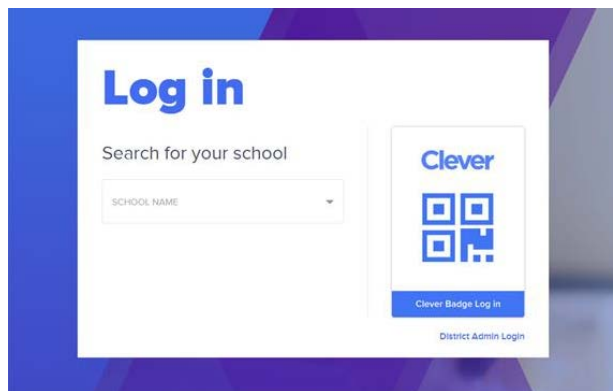 Log in
Search for your school
SCHOOL NAME
Clever
Clever Badge Log in
District Admin Login